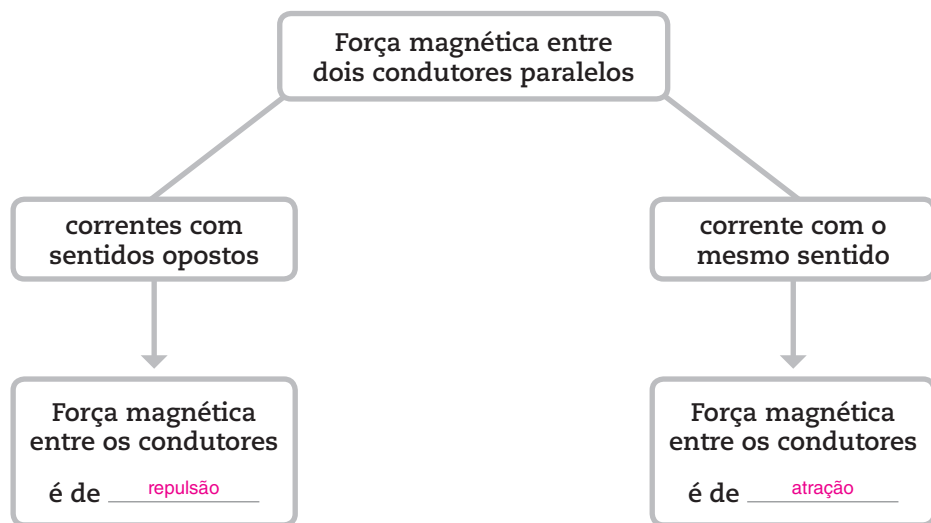 Força magnética entre
dois condutores paralelos
correntes com
sentidos opostos
corrente com o
mesmo sentido
Força magnética
entre os condutores
é de repulsão
Força magnética
entre os condutores
é de atração